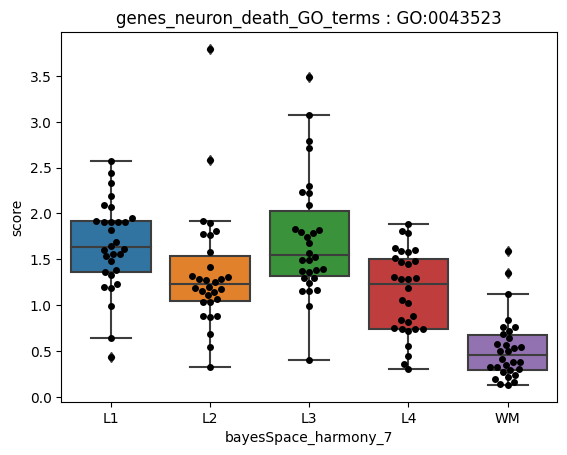 genes_neuron_death_GO_terms : GO:0043523
3.5
3.0
2.5
2.0
1.5
1.0
0.5
0.0
score
L1 L2 L3 L4 WM
bayesSpace_harmony_7